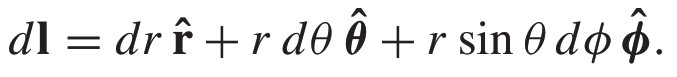 d𝐥 = dr 𝐫̂ + r dθ 𝛉̂ + r sin θ dϕ 𝛟̂.